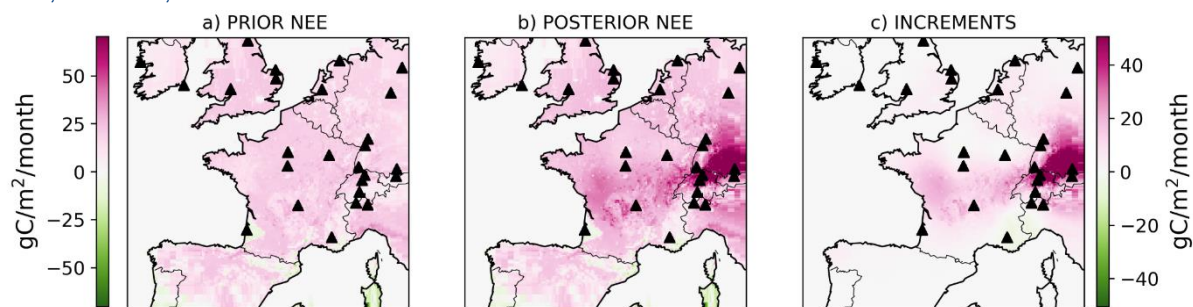 a) PRIOR NEE
b) POSTERIOR NEE
c) INCREMENTS
gC/m²/month
50
25
0
−25
−50
40
20
0
−20
−40
gC/m²/month